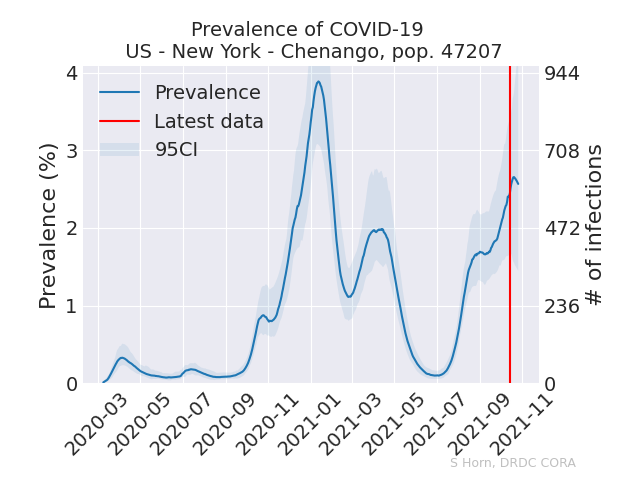 Prevalence of COVID-19
US - New York - Chenango, pop. 47207
Prevalence
Latest data
95CI
Prevalence (%)
4
3
2
1
0
944
708
472
236
0
# of infections
2020-03
2020-05
2020-07
2020-09
2020-11
2021-01
2021-03
2021-05
2021-07
2021-09
2021-11
S Horn, DRDC CORA